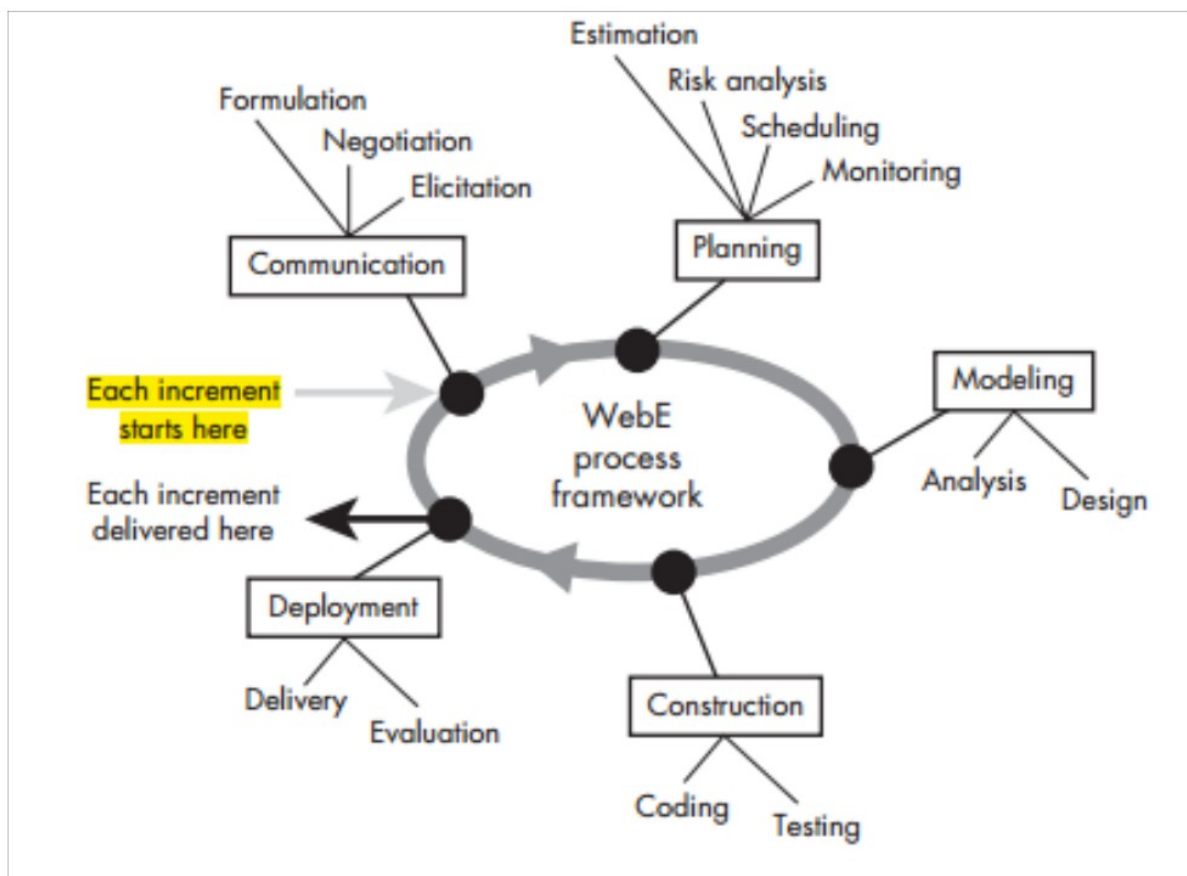 Estimation
Risk analysis
Scheduling
Monitoring
Planning
Formulation
Negotiation
Elicitation
Communication
Each increment
starts here
WebE
process
framework
Modeling
Analysis
Design
Each increment
delivered here
Deployment
Delivery
Evaluation
Construction
Coding
Testing